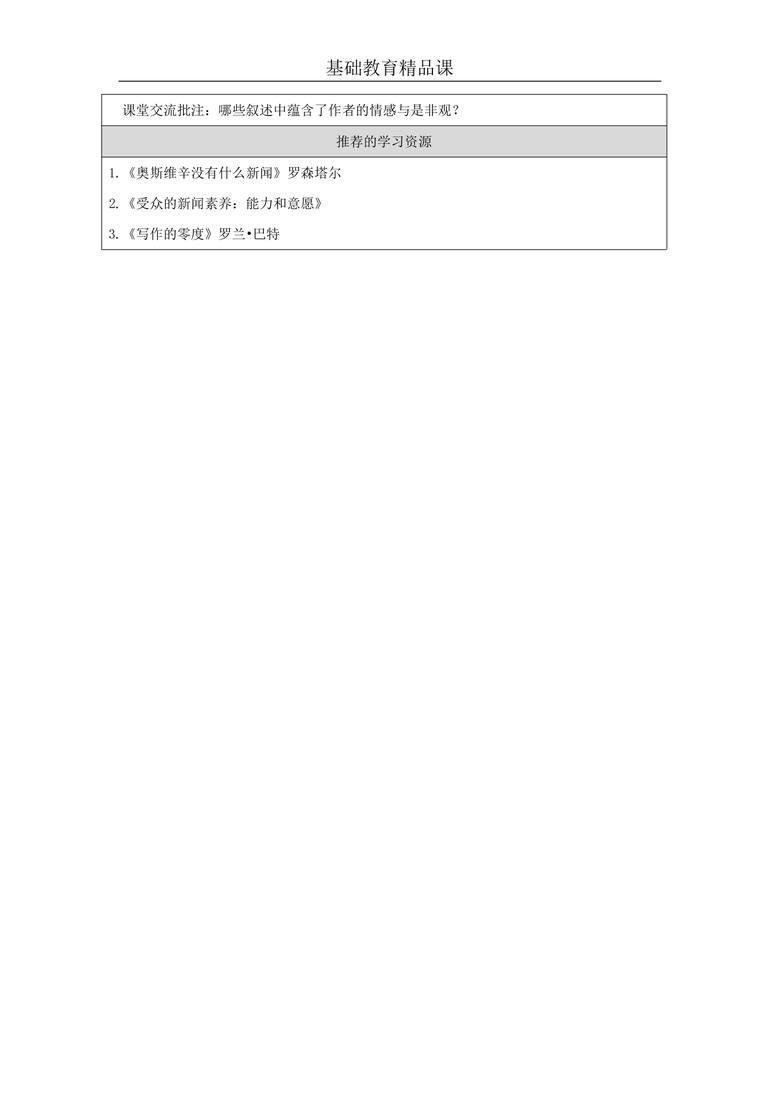 基础教育精品课
课堂交流批注：哪些叙述中蕴含了作者的情感与是非观？
推荐的学习资源
1.《奥斯维辛没有什么新闻》罗森塔尔
2.《受众的新闻素养：能力和意愿》
3.《写作的零度》罗兰•巴特